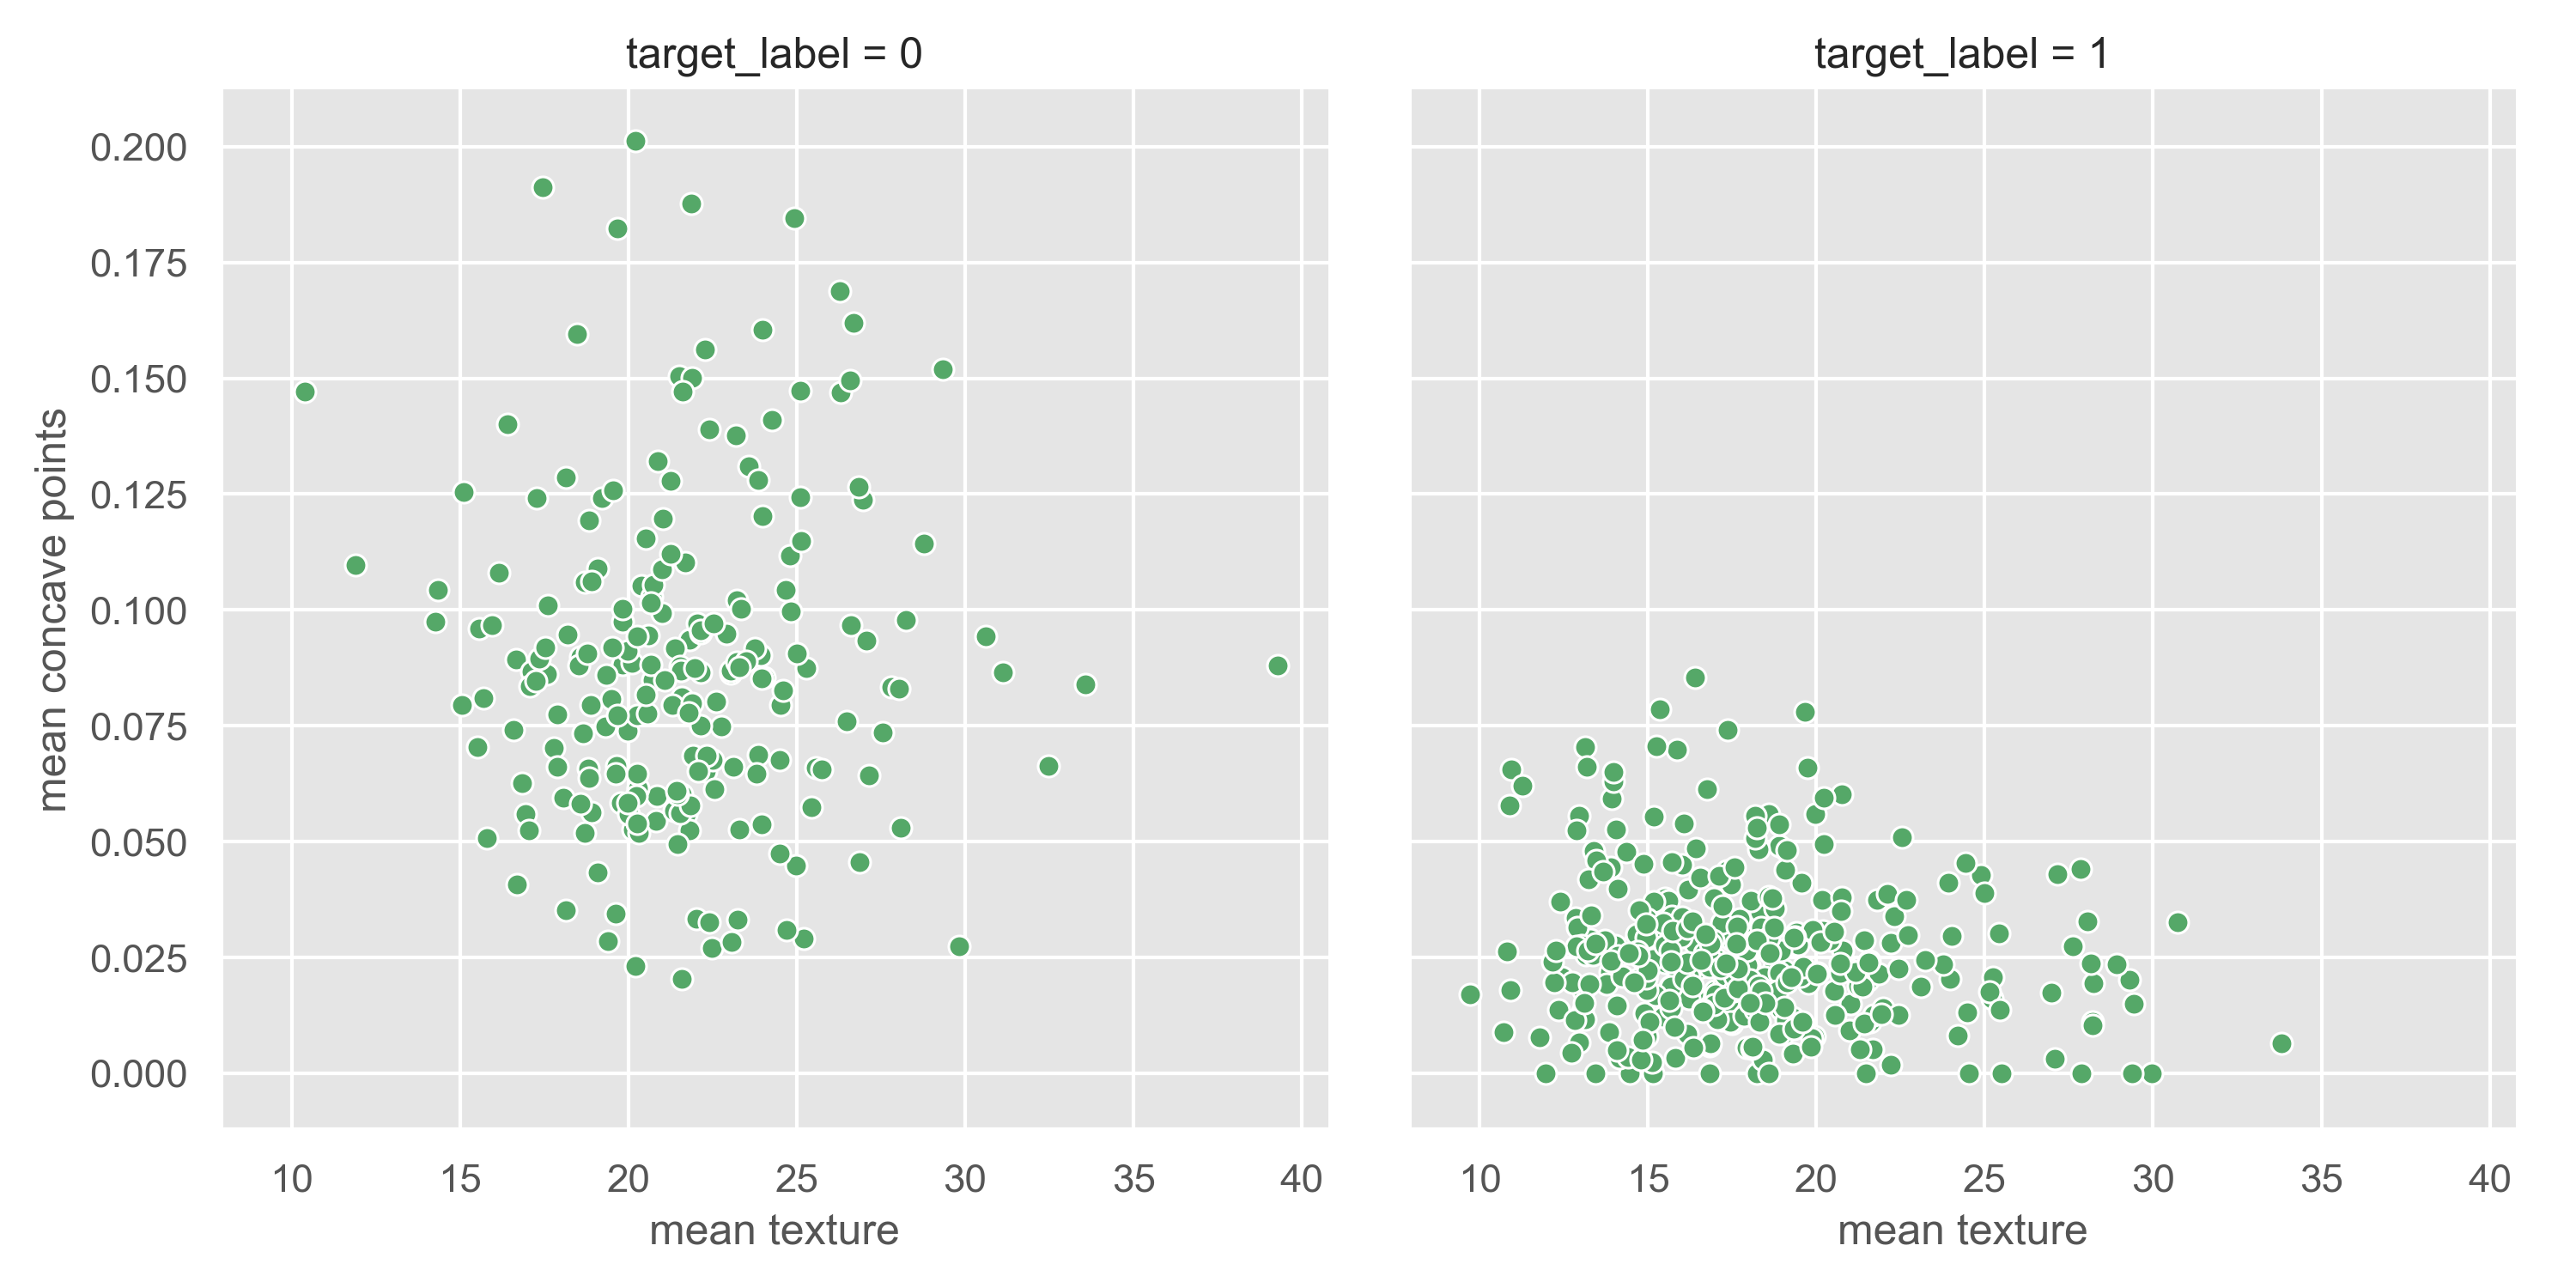 target_label = 0
target_label = 1
mean concave points
0.200
0.175
0.150
0.125
0.100
0.075
0.050
0.025
0.000
10 15 20 25 30 35 40
10 15 20 25 30 35 40
mean texture
mean texture